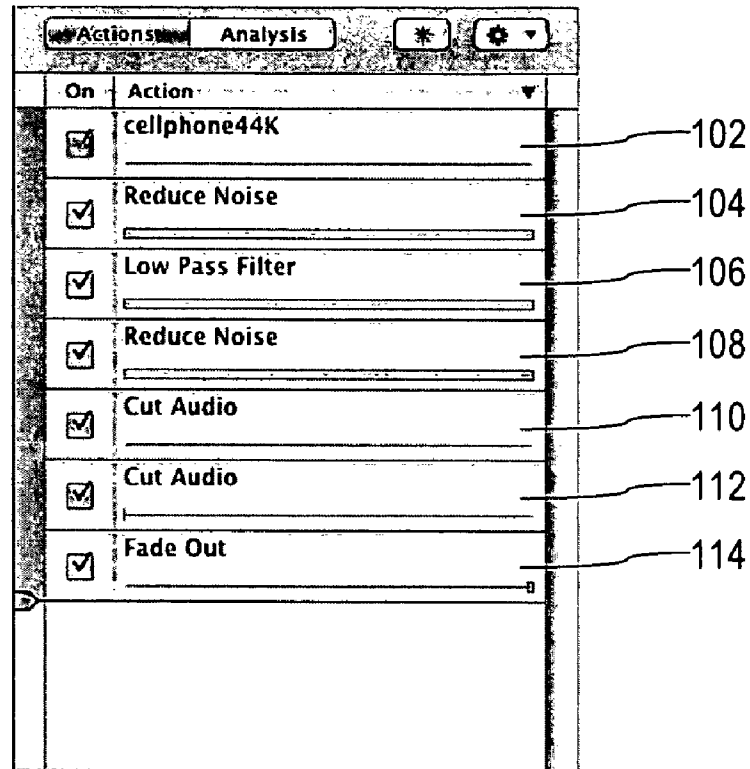 Actions Analysis
On Action
cellphone44K 102
Reduce Noise 104
Low Pass Filter 106
Reduce Noise 108
Cut Audio 110
Cut Audio 112
Fade Out 114